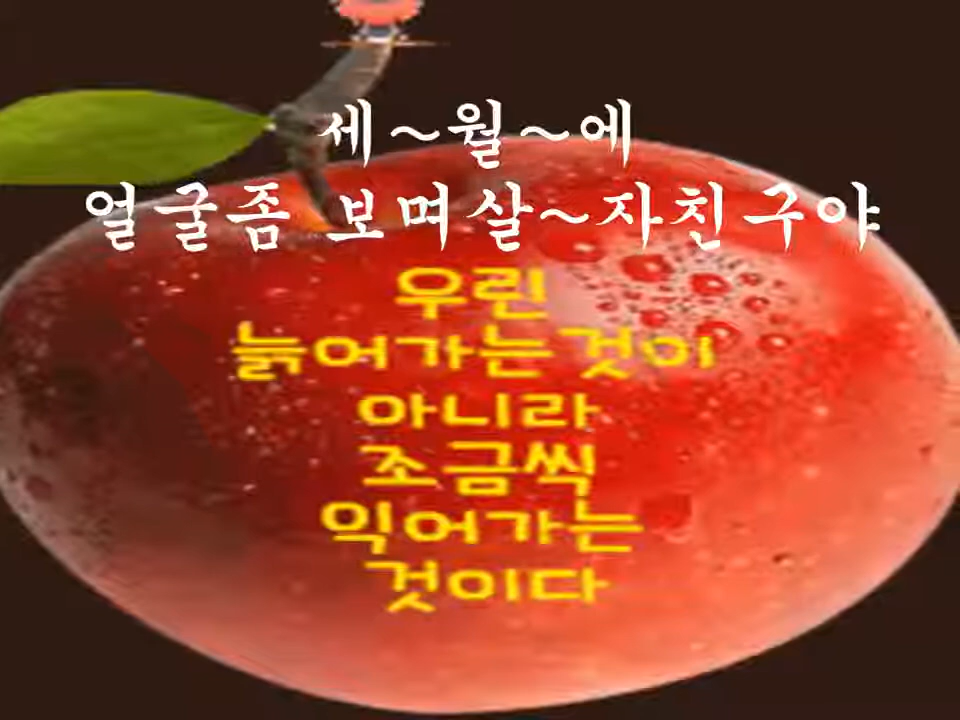 세~월~에
얼굴좀 보며살~자친구야
우린
늙어가는것이
아니라
조금씩
익어가는
것이다